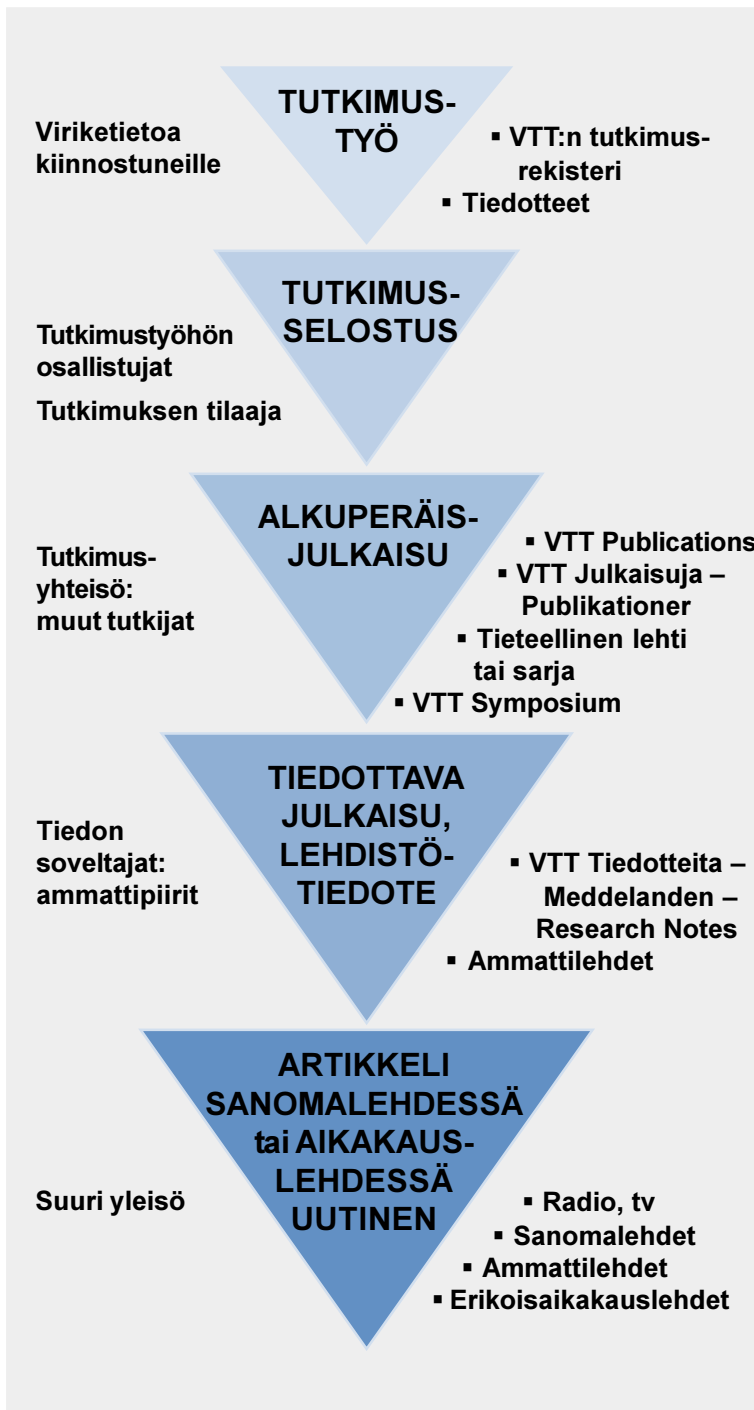 TUTKIMUS-
TYÖ
Viriketietoa
kiinnostuneille
▪ VTT:n tutkimus-
rekisteri
▪ Tiedotteet
TUTKIMUS-
SELOSTUS
Tutkimustyöhön
osallistujat
Tutkimuksen tilaaja
ALKUPERÄIS-
JULKAISU
Tutkimus-
yhteisö:
muut tutkijat
▪ VTT Publications
▪ VTT Julkaisuja –
Publikationer
▪ Tieteellinen lehti
tai sarja
▪ VTT Symposium
TIEDOTTAVA
JULKAISU,
LEHDISTÖ-
TIEDOTE
Tiedon
soveltajat:
ammattipiirit
▪ VTT Tiedotteita –
Meddelanden –
Research Notes
▪ Ammattilehdet
ARTIKKELI
SANOMALEHDESSÄ
tai AIKAKAUS-
LEHDESSÄ
UUTINEN
Suuri yleisö
▪ Radio, tv
▪ Sanomalehdet
▪ Ammattilehdet
▪ Erikoisaikakauslehdet